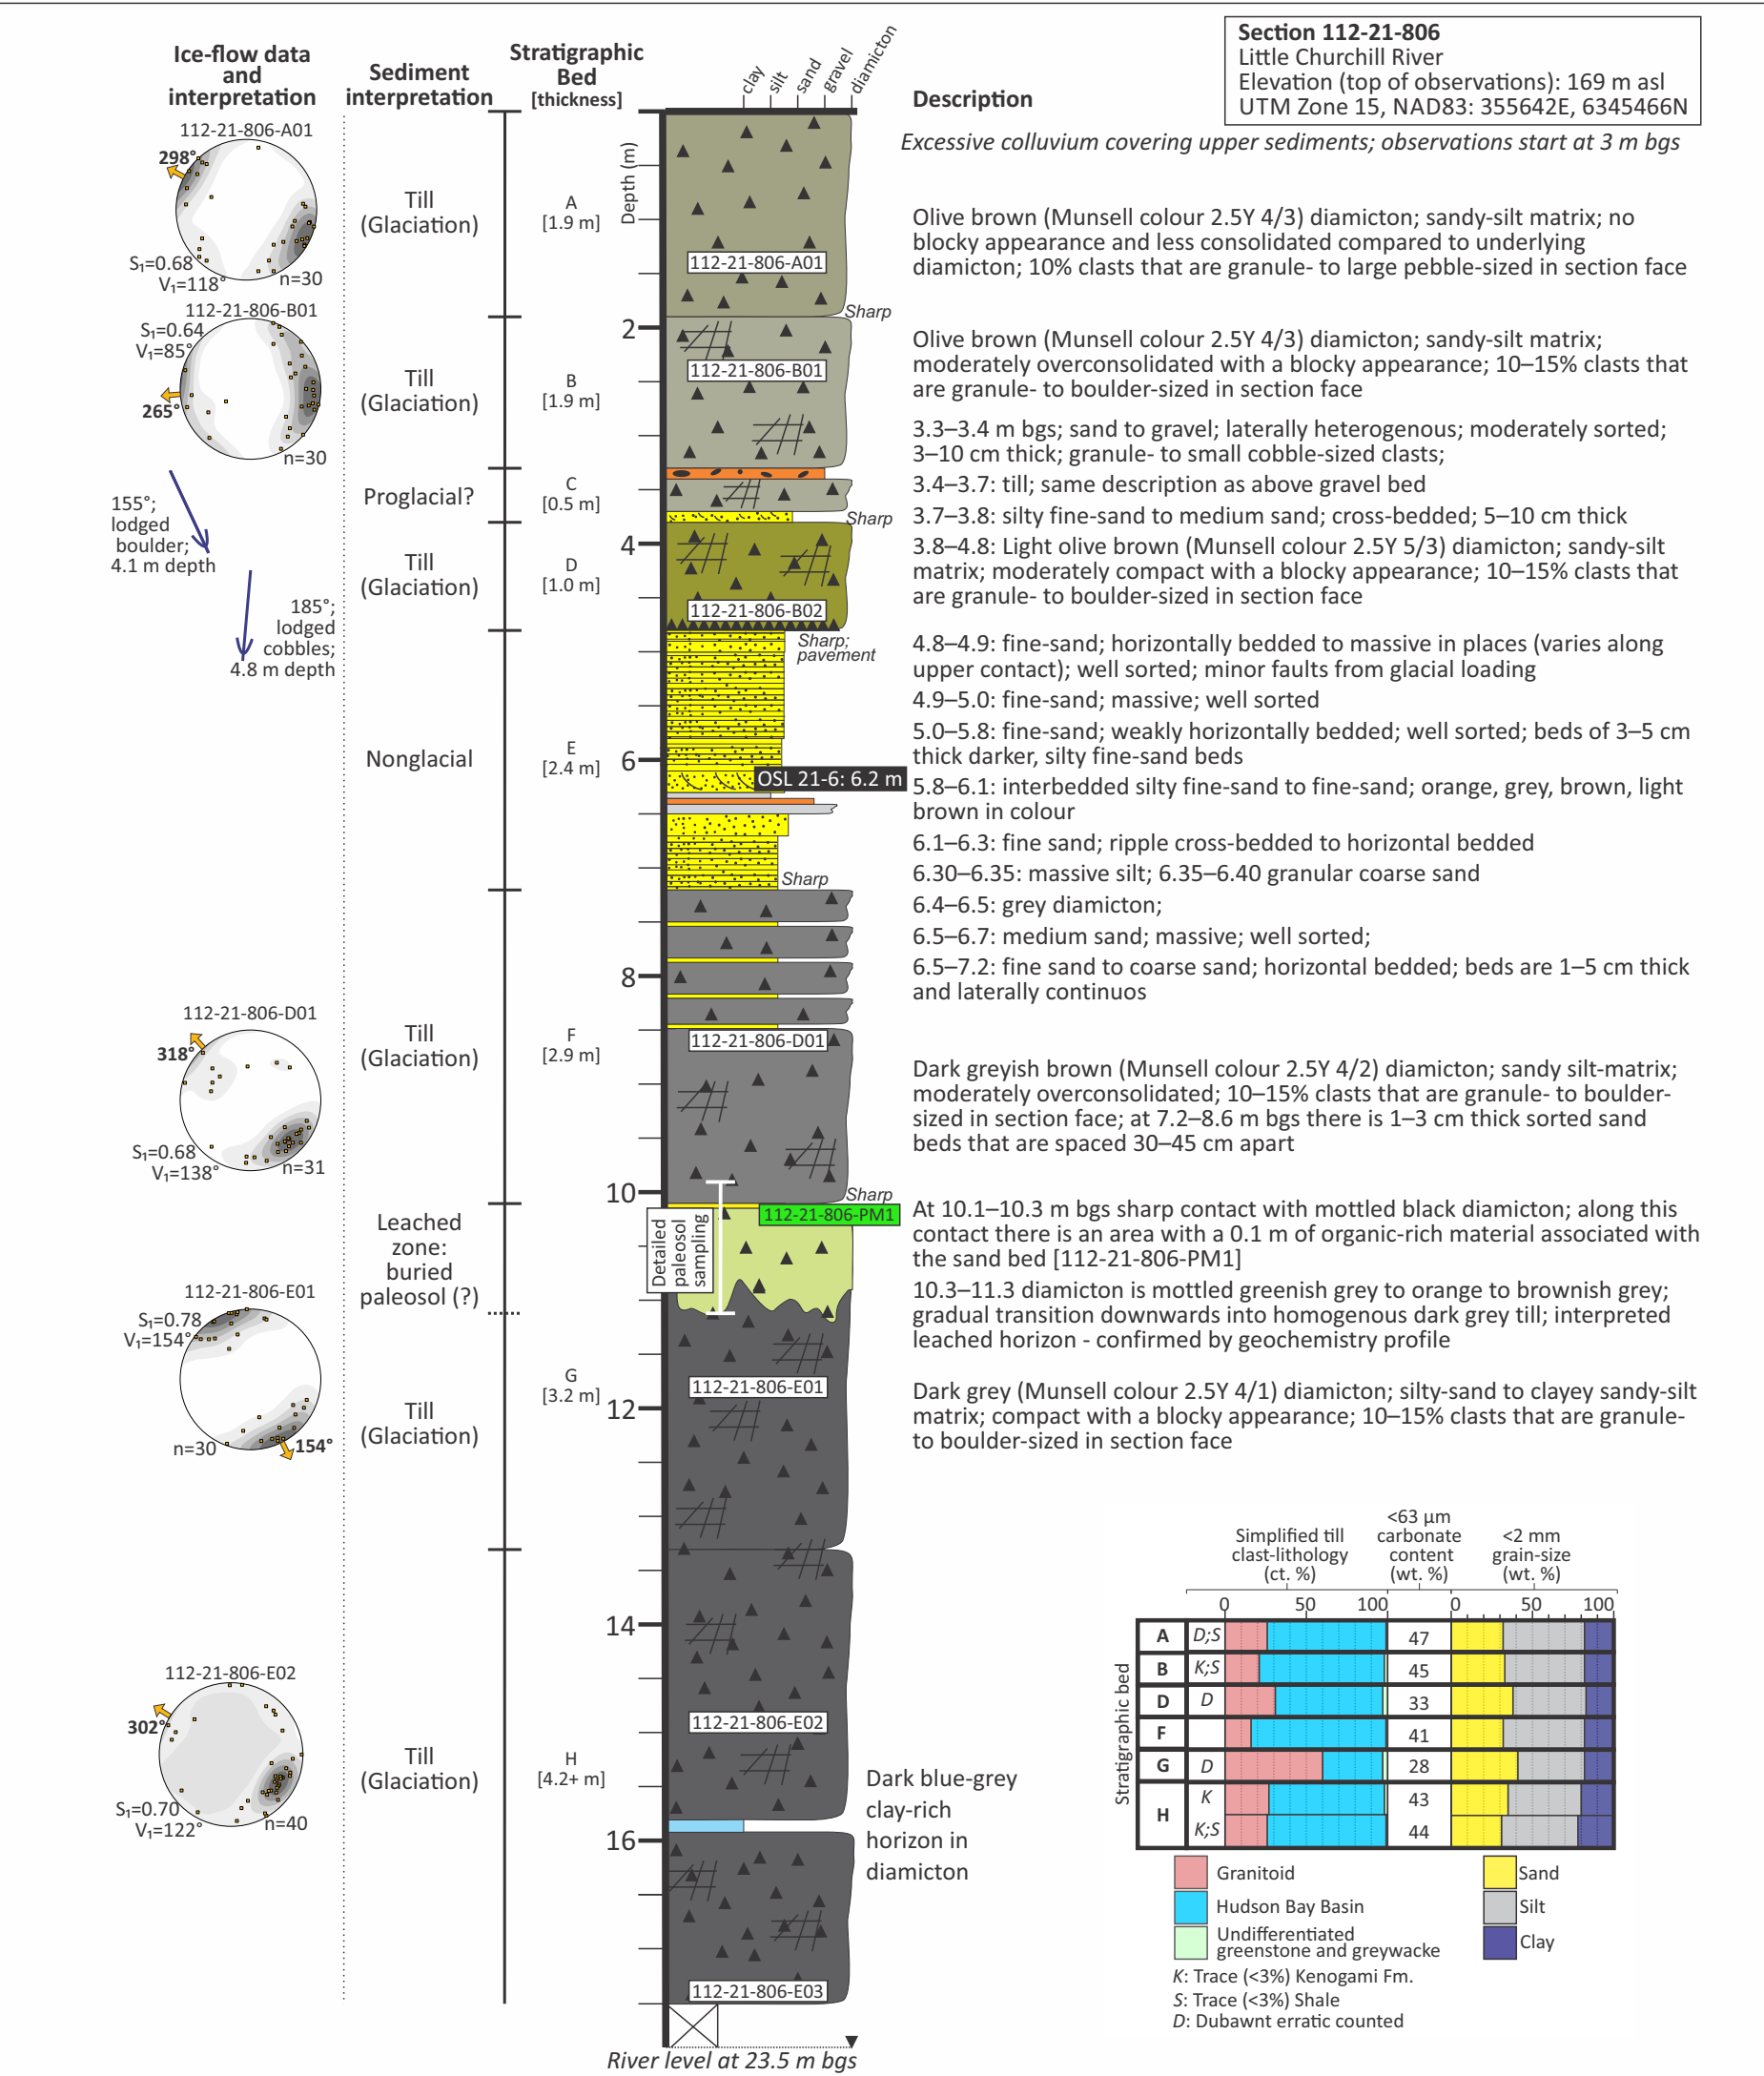 Section 112-21-806
Little Churchill River
Elevation (top of observations): 169 m asl
UTM Zone 15, NAD83: 355642E, 6345466N
Ice-flow data
and
interpretation
Sediment
interpretation
Stratigraphic
Bed
[thickness]
clay
silt
sand
gravel
diamicton
Description
Excessive colluvium covering upper sediments; observations start at 3 m bgs
Depth (m)
2
4
6
8
10
12
14
16
112-21-806-A01
298°
S₁=0.68
V₁=118°
n=30
Till
(Glaciation)
A
[1.9 m]
112-21-806-A01
Olive brown (Munsell colour 2.5Y 4/3) diamicton; sandy-silt matrix; no
blocky appearance and less consolidated compared to underlying
diamicton; 10% clasts that are granule- to large pebble-sized in section face
Sharp
112-21-806-B01
S₁=0.64
V₁=85°
265°
n=30
Till
(Glaciation)
B
[1.9 m]
112-21-806-B01
Olive brown (Munsell colour 2.5Y 4/3) diamicton; sandy-silt matrix;
moderately overconsolidated with a blocky appearance; 10–15% clasts that
are granule- to boulder-sized in section face
3.3–3.4 m bgs; sand to gravel; laterally heterogenous; moderately sorted;
3–10 cm thick; granule- to small cobble-sized clasts;
155°;
lodged
boulder;
4.1 m depth
Proglacial?
C
[0.5 m]
3.4–3.7: till; same description as above gravel bed
Sharp
3.7–3.8: silty fine-sand to medium sand; cross-bedded; 5–10 cm thick
185°;
lodged
cobbles;
4.8 m depth
Till
(Glaciation)
D
[1.0 m]
112-21-806-B02
3.8–4.8: Light olive brown (Munsell colour 2.5Y 5/3) diamicton; sandy-silt
matrix; moderately compact with a blocky appearance; 10–15% clasts that
are granule- to boulder-sized in section face
Sharp;
pavement
4.8–4.9: fine-sand; horizontally bedded to massive in places (varies along
upper contact); well sorted; minor faults from glacial loading
4.9–5.0: fine-sand; massive; well sorted
Nonglacial
E
[2.4 m]
5.0–5.8: fine-sand; weakly horizontally bedded; well sorted; beds of 3–5 cm
thick darker, silty fine-sand beds
OSL 21-6: 6.2 m
5.8–6.1: interbedded silty fine-sand to fine-sand; orange, grey, brown, light
brown in colour
6.1–6.3: fine sand; ripple cross-bedded to horizontal bedded
6.30–6.35: massive silt; 6.35–6.40 granular coarse sand
Sharp
6.4–6.5: grey diamicton;
6.5–6.7: medium sand; massive; well sorted;
6.5–7.2: fine sand to coarse sand; horizontal bedded; beds are 1–5 cm thick
and laterally continuos
112-21-806-D01
318°
S₁=0.68
V₁=138°
n=31
Till
(Glaciation)
F
[2.9 m]
112-21-806-D01
Dark greyish brown (Munsell colour 2.5Y 4/2) diamicton; sandy silt-matrix;
moderately overconsolidated; 10–15% clasts that are granule- to boulder-
sized in section face; at 7.2–8.6 m bgs there is 1–3 cm thick sorted sand
beds that are spaced 30–45 cm apart
Sharp
Leached
zone:
buried
paleosol (?)
Detailed
paleosol
sampling
112-21-806-PM1
At 10.1–10.3 m bgs sharp contact with mottled black diamicton; along this
contact there is an area with a 0.1 m of organic-rich material associated with
the sand bed [112-21-806-PM1]
10.3–11.3 diamicton is mottled greenish grey to orange to brownish grey;
gradual transition downwards into homogenous dark grey till; interpreted
leached horizon - confirmed by geochemistry profile
112-21-806-E01
S₁=0.78
V₁=154°
n=30
154°
Till
(Glaciation)
G
[3.2 m]
112-21-806-E01
Dark grey (Munsell colour 2.5Y 4/1) diamicton; silty-sand to clayey sandy-silt
matrix; compact with a blocky appearance; 10–15% clasts that are granule-
to boulder-sized in section face
112-21-806-E02
302°
S₁=0.70
V₁=122°
n=40
Till
(Glaciation)
H
[4.2+ m]
112-21-806-E02
Dark blue-grey
clay-rich
horizon in
diamicton
112-21-806-E03
River level at 23.5 m bgs
Simplified till
clast-lithology
(ct. %)
<63 µm
carbonate
content
(wt. %)
<2 mm
grain-size
(wt. %)
0 50 100 0 50 100
Stratigraphic bed
A D;S 47
B K;S 45
D D 33
F 41
G D 28
H K 43
K;S 44
Granitoid
Hudson Bay Basin
Undifferentiated
greenstone and greywacke
Sand
Silt
Clay
K: Trace (<3%) Kenogami Fm.
S: Trace (<3%) Shale
D: Dubawnt erratic counted